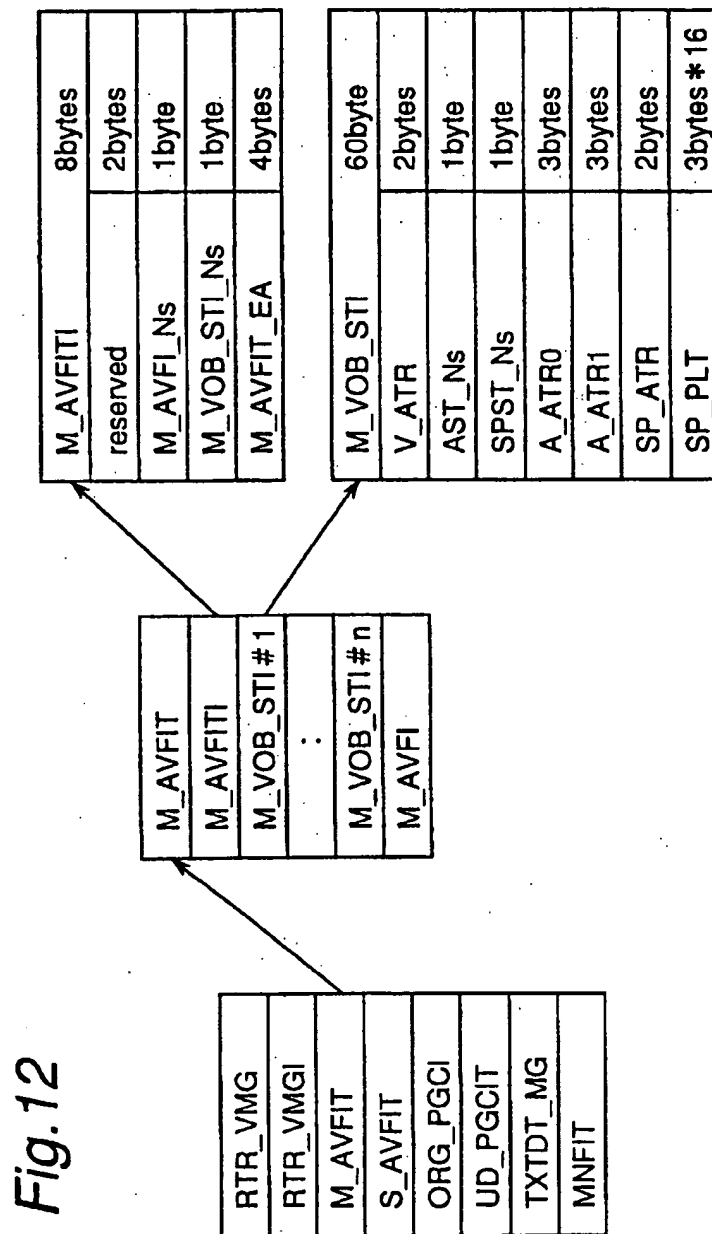 Fig.12
RTR_VMG
RTR_VMGI
M_AVFIT
S_AVFIT
ORG_PGCI
UD_PGCIT
TXTDT_MG
MNFIT
M_AVFIT
M_AVFITI
M_VOB_STI#1
:
M_VOB_STI#n
M_AVFI
M_AVFITI 8bytes
reserved 2bytes
M_AVFI_Ns 1byte
M_VOB_STI_Ns 1byte
M_AVFIT_EA 4bytes
M_VOB_STI 60byte
V_ATR 2bytes
AST_Ns 1byte
SPST_Ns 1byte
A_ATR0 3bytes
A_ATR1 3bytes
SP_ATR 2bytes
SP_PLT 3bytes*16